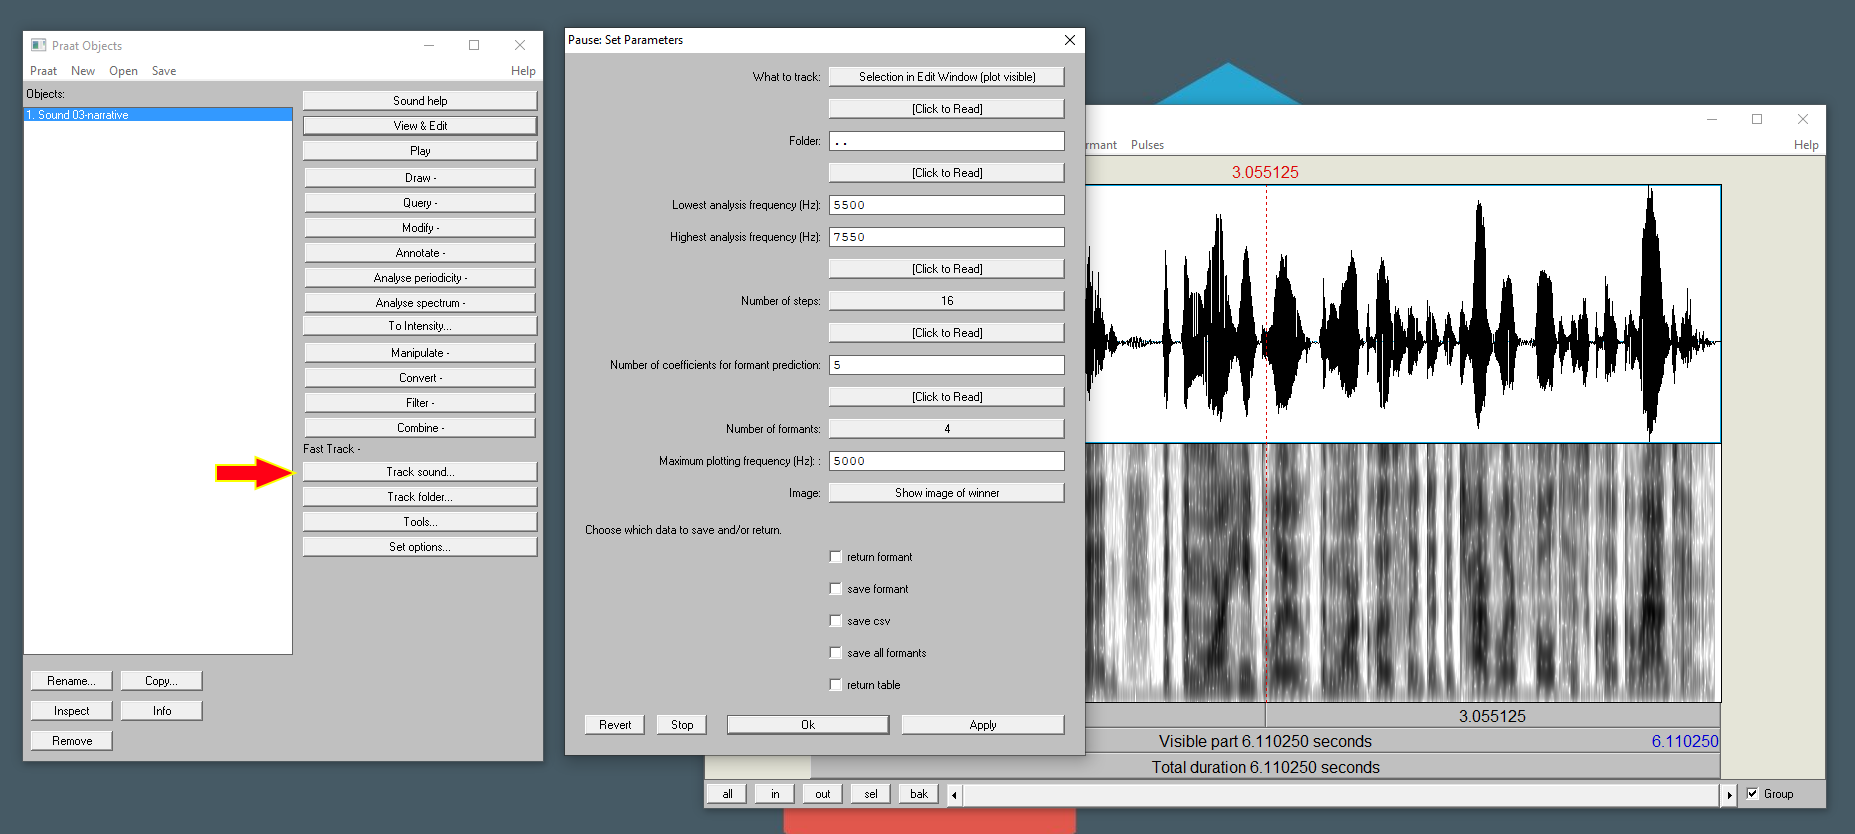 Praat Objects
Praat New Open Save Help
Objects:
1. Sound 03-narrative
Sound help
View & Edit
Play
Draw -
Query -
Modify -
Annotate -
Analyse periodicity -
Analyse spectrum -
To Intensity...
Manipulate -
Convert -
Filter -
Combine -
Fast Track -
Track sound...
Track folder...
Tools...
Set options...
Rename... Copy...
Inspect Info
Remove
Pause: Set Parameters
What to track: Selection in Edit Window (plot visible)
[Click to Read]
Folder: ..
[Click to Read]
Lowest analysis frequency (Hz): 5500
Highest analysis frequency (Hz): 7550
[Click to Read]
Number of steps: 16
[Click to Read]
Number of coefficients for formant prediction: 5
[Click to Read]
Number of formants: 4
Maximum plotting frequency (Hz): : 5000
Image: Show image of winner
Choose which data to save and/or return.
return formant
save formant
save csv
save all formants
return table
Revert Stop Ok Apply
rmant Pulses Help
3.055125
3.055125
Visible part 6.110250 seconds 6.110250
Total duration 6.110250 seconds
all in out sel bak Group